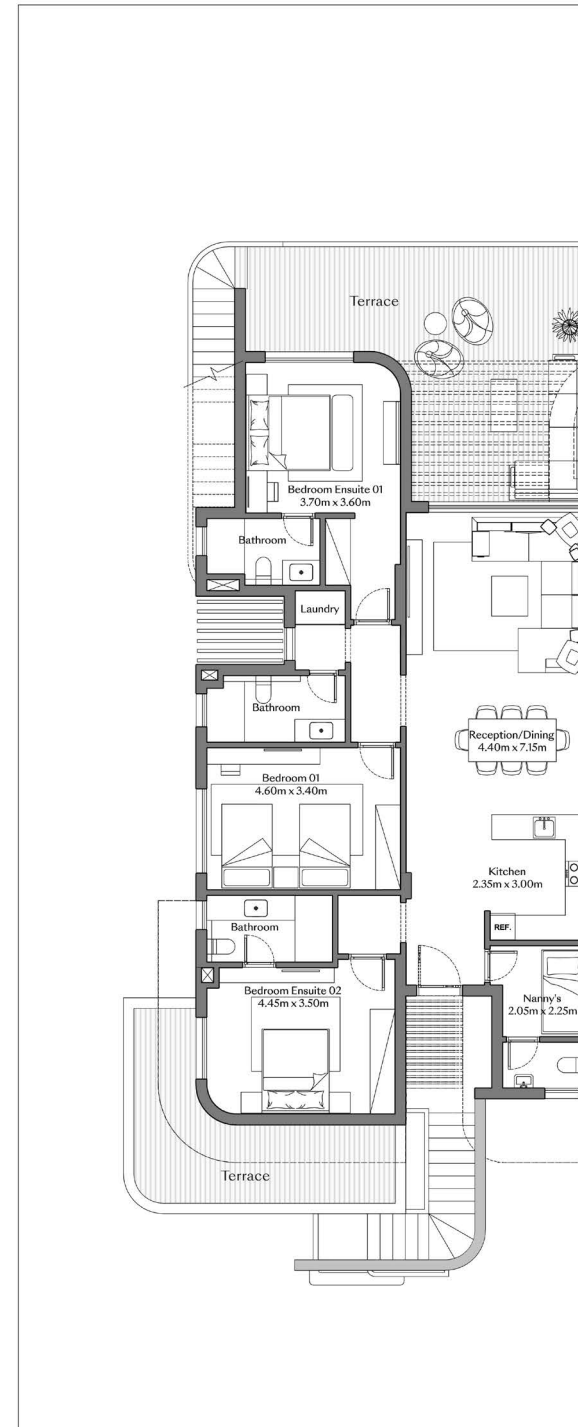 Terrace
Bedroom Ensuite 01
3.70m x 3.60m
Bathroom
Laundry
Bathroom
Reception/Dining
4.40m x 7.15m
Bedroom 01
4.60m x 3.40m
Kitchen
2.35m x 3.00m
Bathroom
REF.
Bedroom Ensuite 02
4.45m x 3.50m
Nanny's
2.05m x 2.25m
Terrace